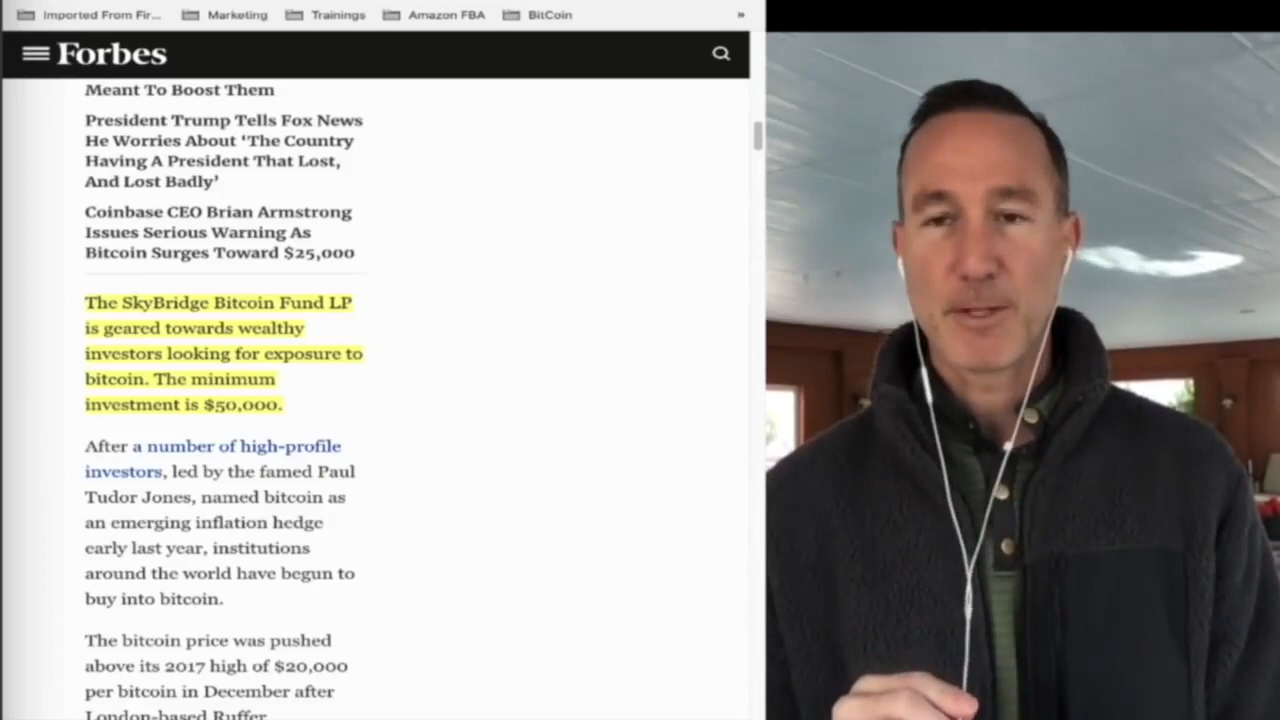 Imported From Fir... Marketing Trainings Amazon FBA BitCoin »
Forbes
Meant To Boost Them
President Trump Tells Fox News
He Worries About ‘The Country
Having A President That Lost,
And Lost Badly’
Coinbase CEO Brian Armstrong
Issues Serious Warning As
Bitcoin Surges Toward $25,000
The SkyBridge Bitcoin Fund LP
is geared towards wealthy
investors looking for exposure to
bitcoin. The minimum
investment is $50,000.
After a number of high-profile
investors, led by the famed Paul
Tudor Jones, named bitcoin as
an emerging inflation hedge
early last year, institutions
around the world have begun to
buy into bitcoin.
The bitcoin price was pushed
above its 2017 high of $20,000
per bitcoin in December after
London-based Ruffer